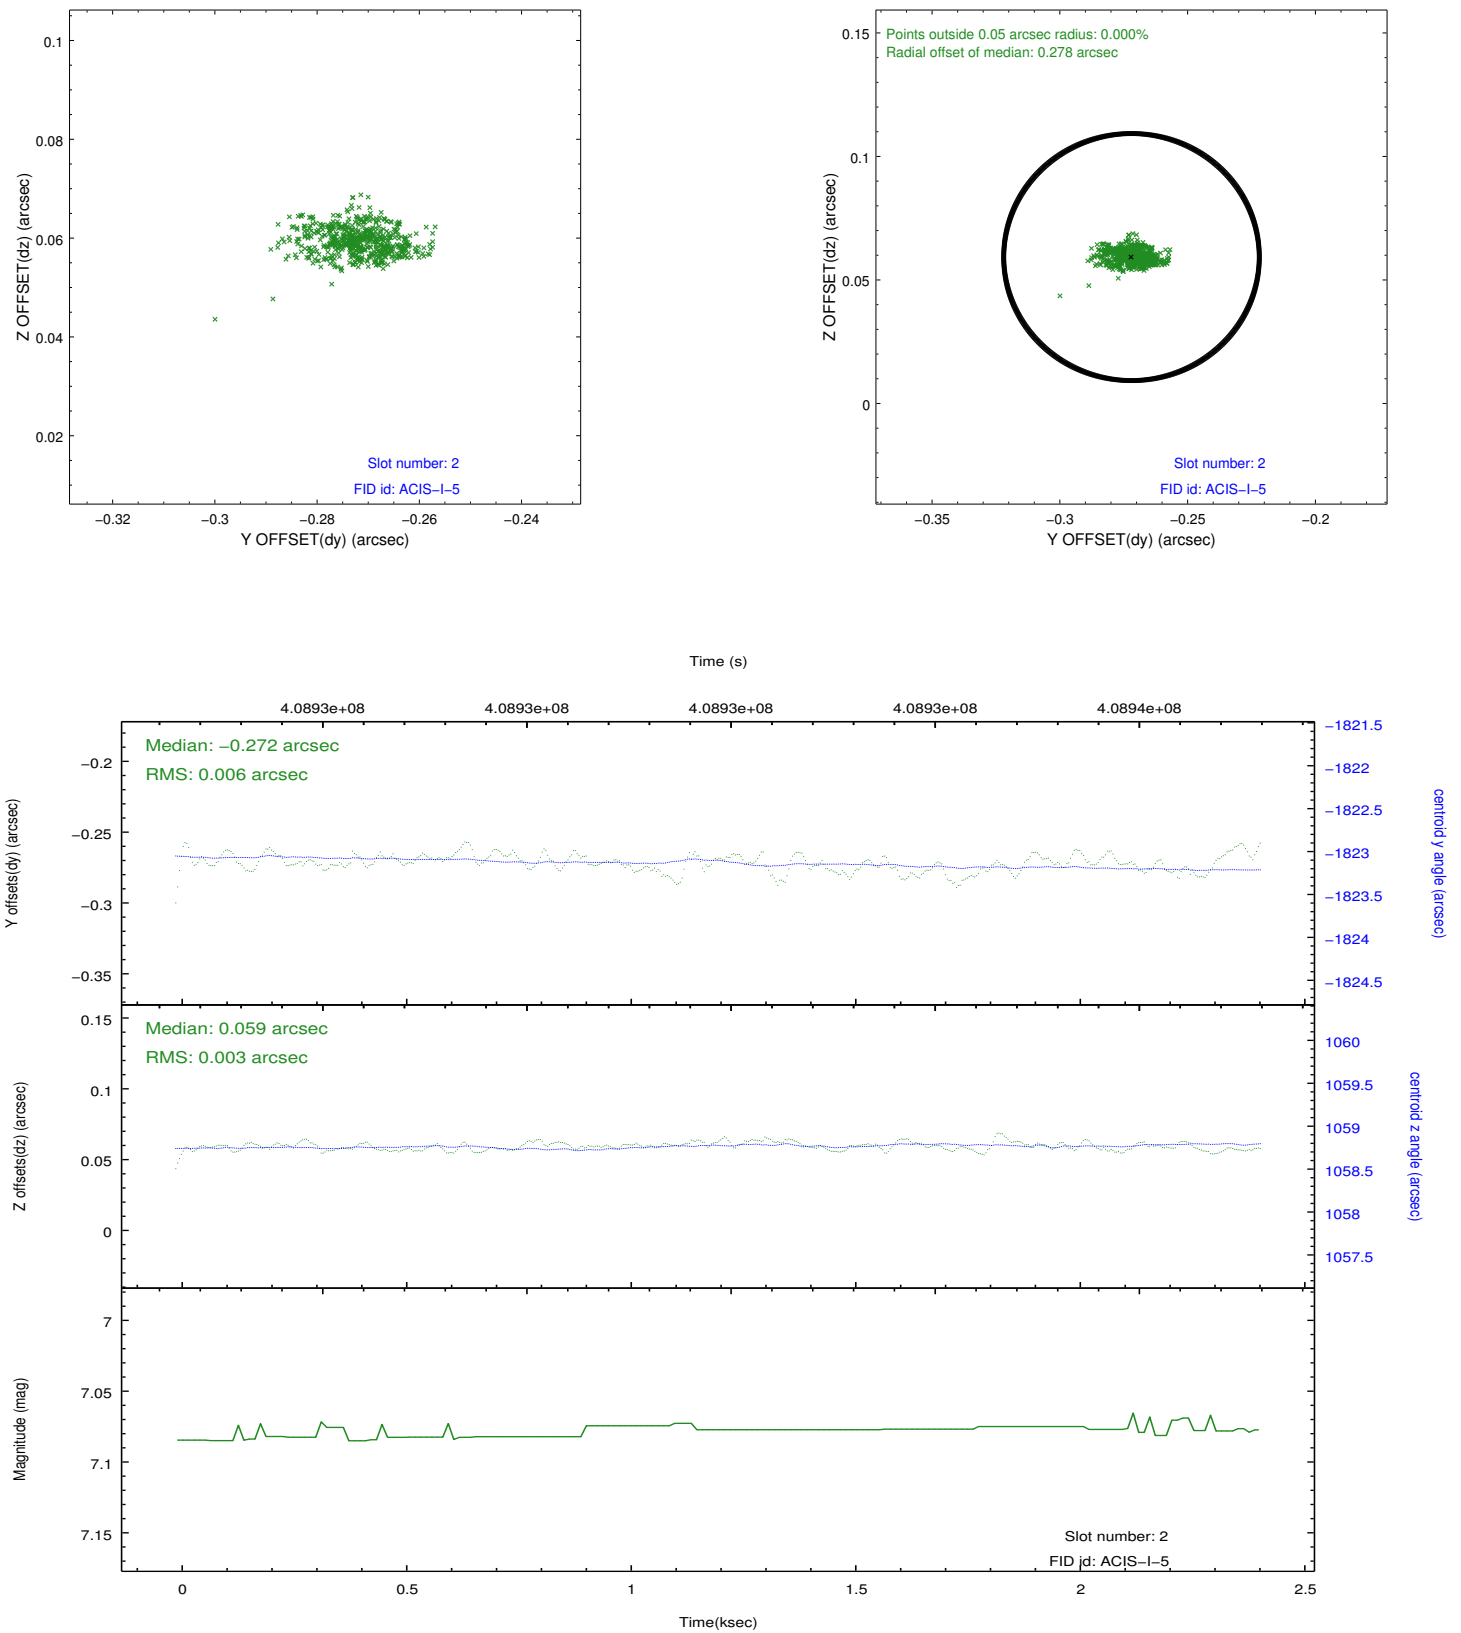 0.1
0.08
0.06
0.04
0.02
Z OFFSET(dz) (arcsec)
Slot number: 2
FID id: ACIS−I−5
−0.32 −0.3 −0.28 −0.26 −0.24
Y OFFSET(dy) (arcsec)
Points outside 0.05 arcsec radius: 0.000%
Radial offset of median: 0.278 arcsec
0.15
0.1
0.05
0
Z OFFSET(dz) (arcsec)
Slot number: 2
FID id: ACIS−I−5
−0.35 −0.3 −0.25 −0.2
Y OFFSET(dy) (arcsec)
Time (s)
4.0893e+08 4.0893e+08 4.0893e+08 4.0893e+08 4.0894e+08
Median: −0.272 arcsec
RMS: 0.006 arcsec
−0.2
−0.25
−0.3
−0.35
Y offsets(dy) (arcsec)
−1821.5
−1822
−1822.5
−1823
−1823.5
−1824
−1824.5
centroid y angle (arcsec)
Median: 0.059 arcsec
RMS: 0.003 arcsec
0.15
0.1
0.05
0
Z offsets(dz) (arcsec)
1060
1059.5
1059
1058.5
1058
1057.5
centroid z angle (arcsec)
7
7.05
7.1
7.15
Magnitude (mag)
Slot number: 2
FID id: ACIS−I−5
0 0.5 1 1.5 2 2.5
Time(ksec)